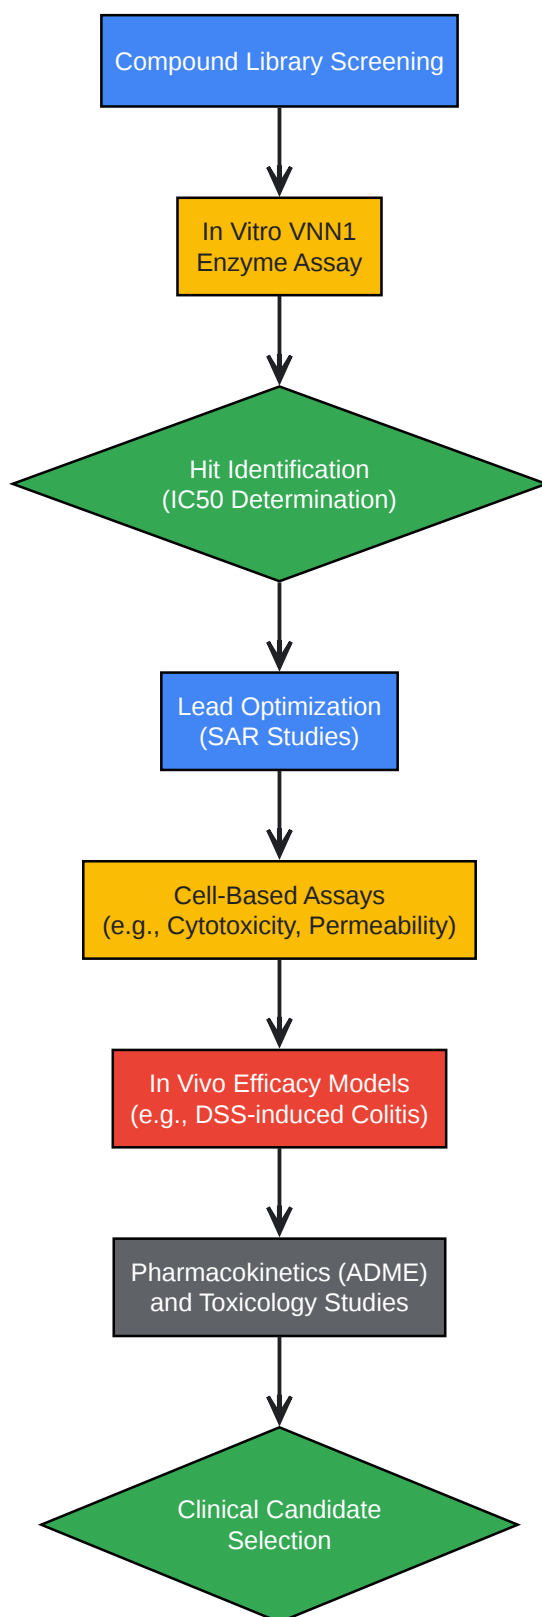 Compound Library Screening
In Vitro VNN1
Enzyme Assay
Hit Identification
(IC50 Determination)
Lead Optimization
(SAR Studies)
Cell-Based Assays
(e.g., Cytotoxicity, Permeability)
In Vivo Efficacy Models
(e.g., DSS-induced Colitis)
Pharmacokinetics (ADME)
and Toxicology Studies
Clinical Candidate
Selection